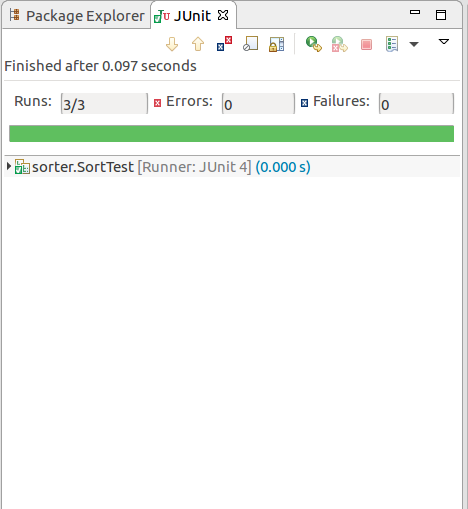 Package Explorer JUnit
Finished after 0.097 seconds
Runs: 3/3 Errors: 0 Failures: 0
sorter.SortTest [Runner: JUnit 4] (0.000 s)